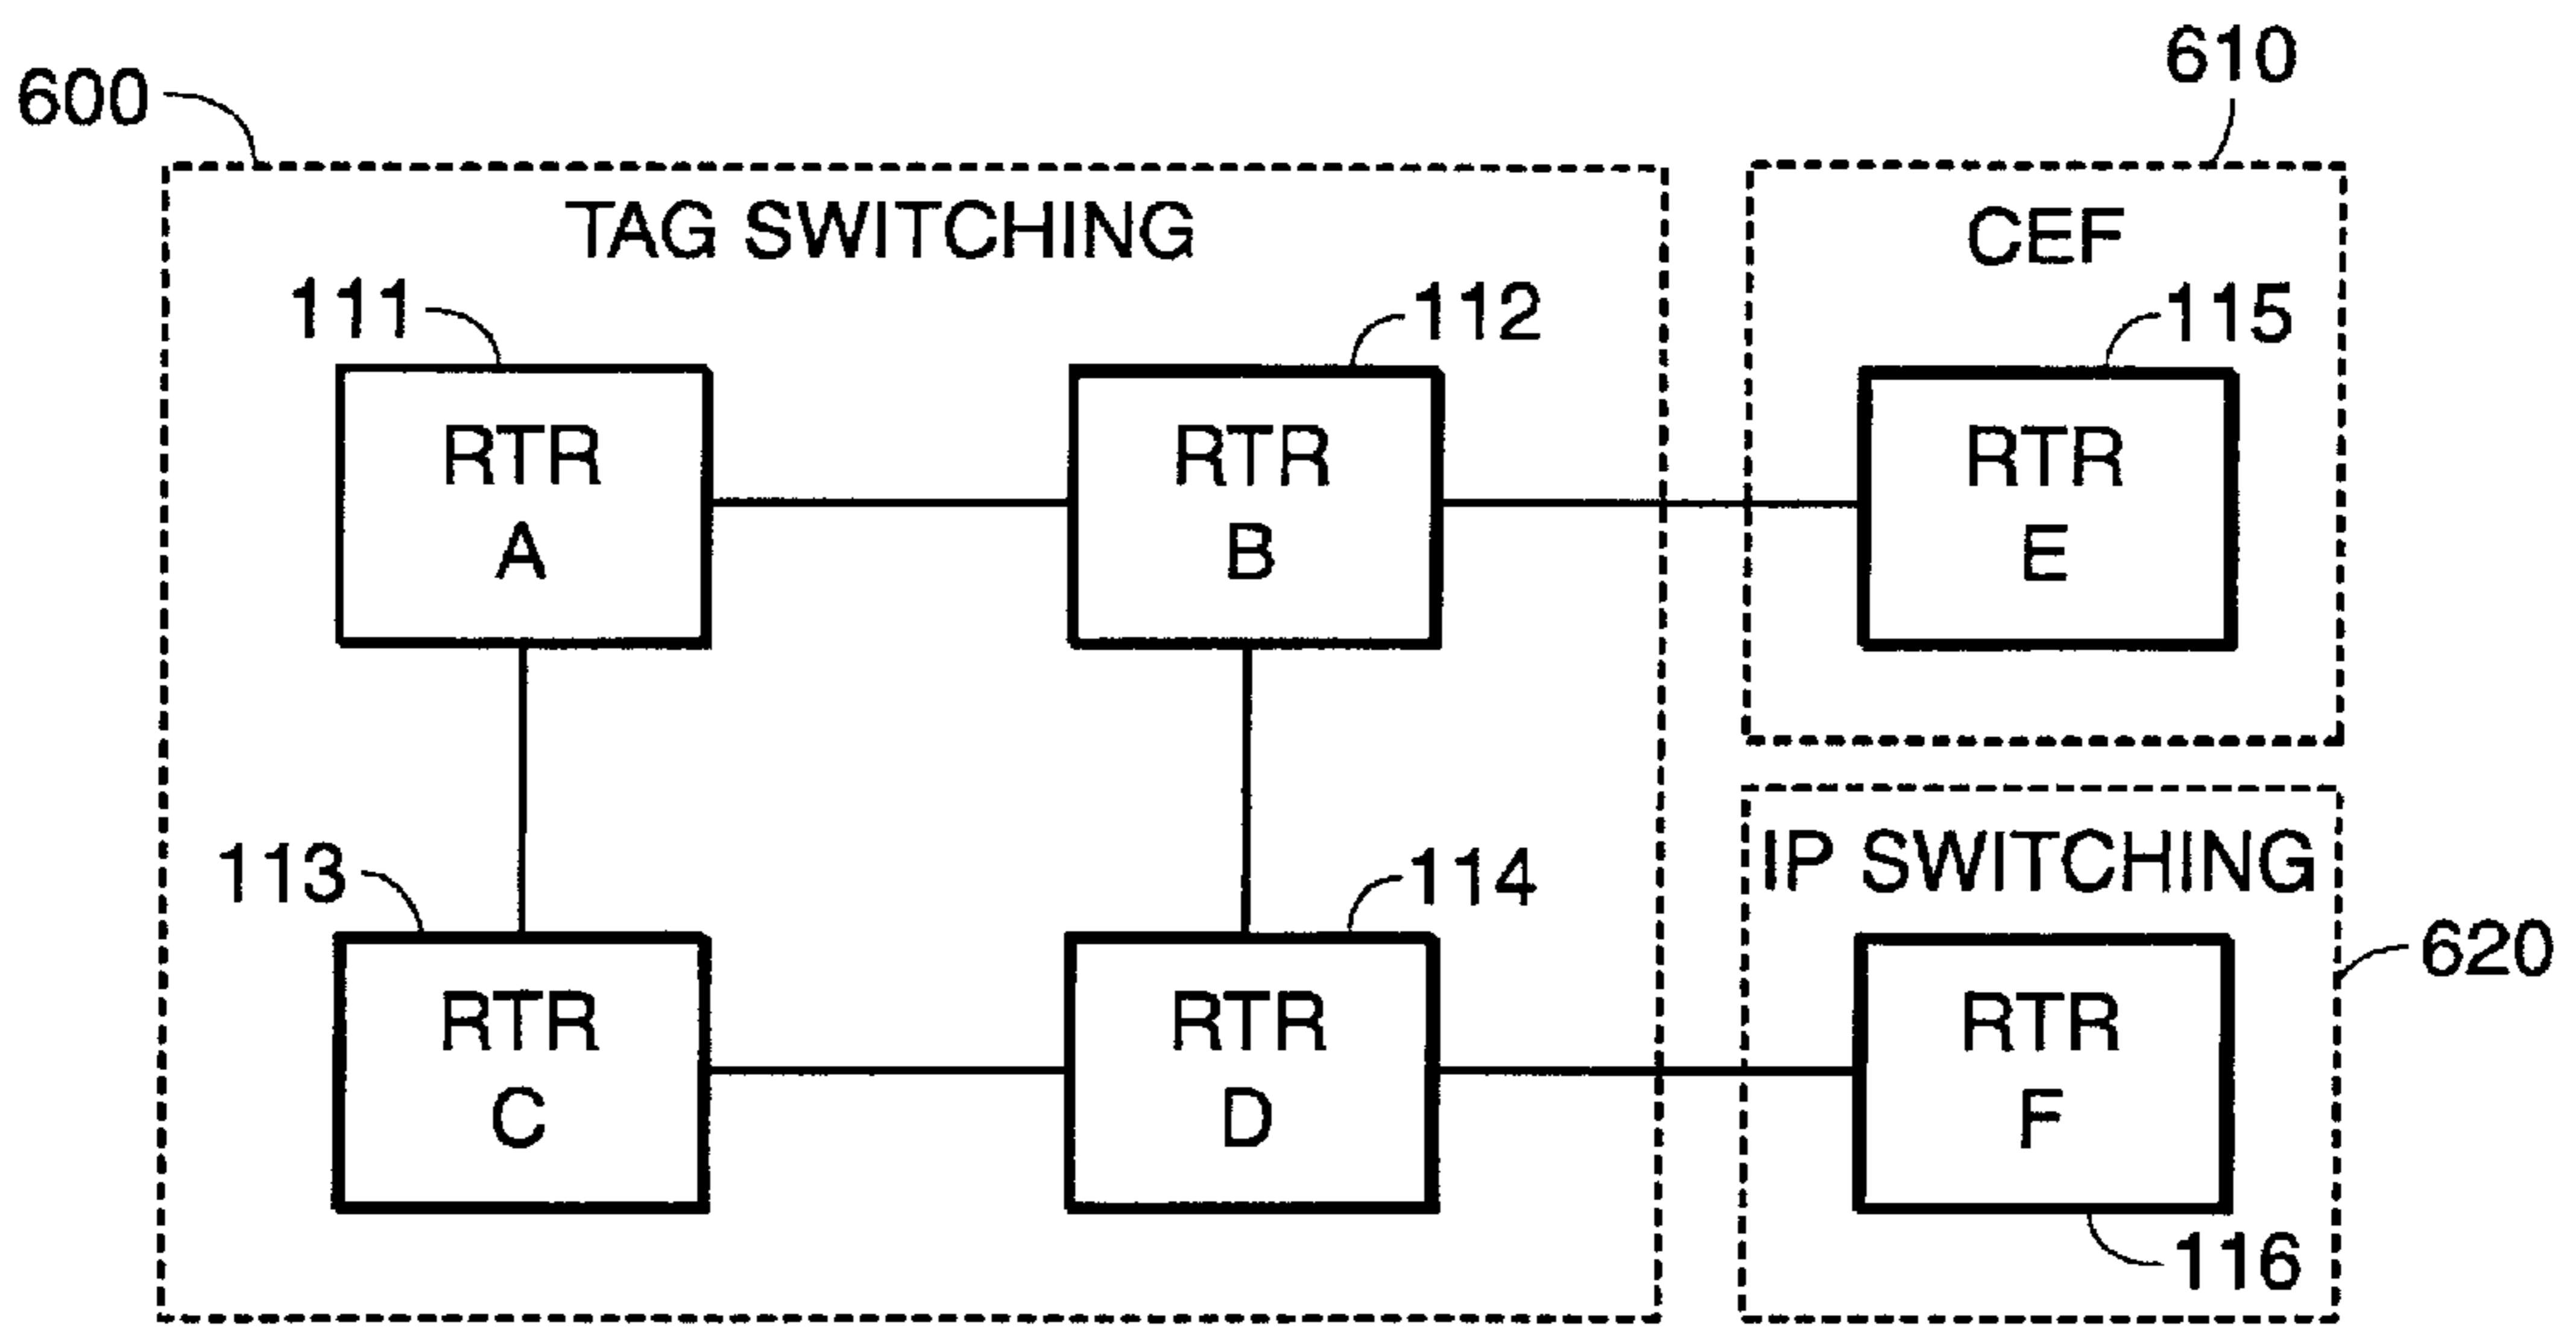 600
610
TAG SWITCHING
CEF
111
112
115
RTR
A
RTR
B
RTR
E
113
114
IP SWITCHING
620
RTR
C
RTR
D
RTR
F
116